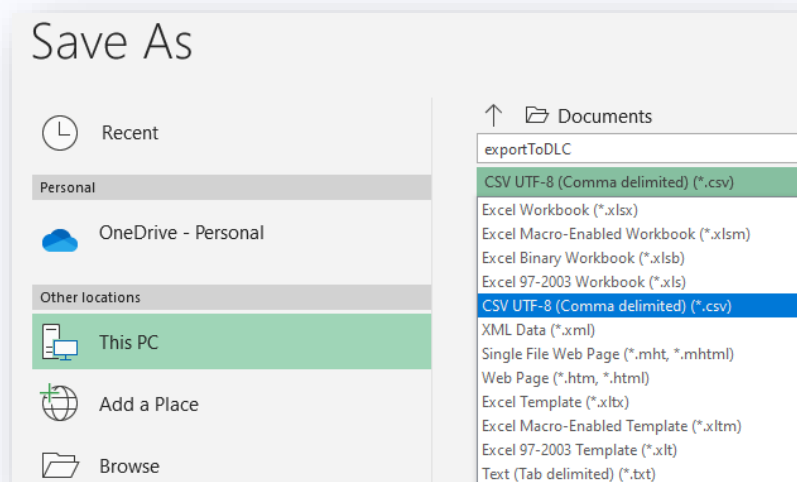 Save As
Recent
Personal
OneDrive - Personal
Other locations
This PC
Add a Place
Browse
Documents
exportToDLC
CSV UTF-8 (Comma delimited) (*.csv)
Excel Workbook (*.xlsx)
Excel Macro-Enabled Workbook (*.xlsm)
Excel Binary Workbook (*.xlsb)
Excel 97-2003 Workbook (*.xls)
CSV UTF-8 (Comma delimited) (*.csv)
XML Data (*.xml)
Single File Web Page (*.mht, *.mhtml)
Web Page (*.htm, *.html)
Excel Template (*.xltx)
Excel Macro-Enabled Template (*.xltm)
Excel 97-2003 Template (*.xlt)
Text (Tab delimited) (*.txt)